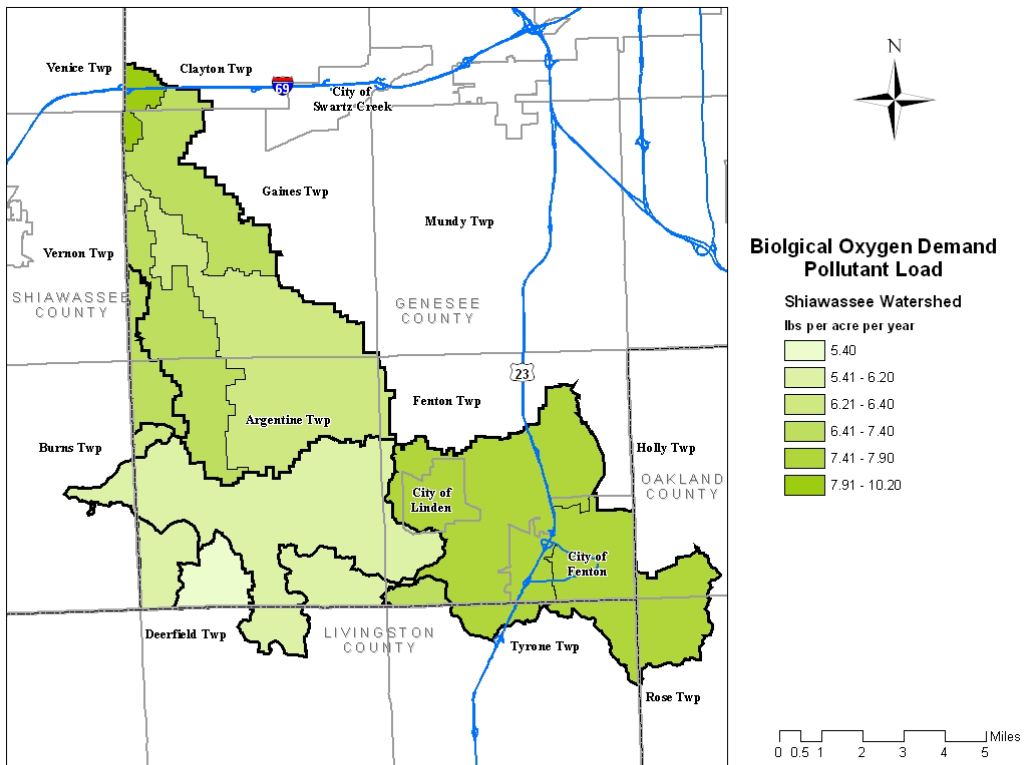 N
Venice Twp
Clayton Twp
69
City of
Swartz Creek
Gaines Twp
Mundy Twp
Vernon Twp
SHIAWASSEE
COUNTY
GENESEE
COUNTY
23
Argentine Twp
Fenton Twp
Burns Twp
Holly Twp
OAKLAND
COUNTY
City of
Linden
City of
Fenton
Deerfield Twp
LIVINGSTON
COUNTY
Tyrone Twp
Rose Twp
Biolgical Oxygen Demand
Pollutant Load
Shiawassee Watershed
lbs per acre per year
5.40
5.41 - 6.20
6.21 - 6.40
6.41 - 7.40
7.41 - 7.90
7.91 - 10.20
Miles
0 0.5 1 2 3 4 5